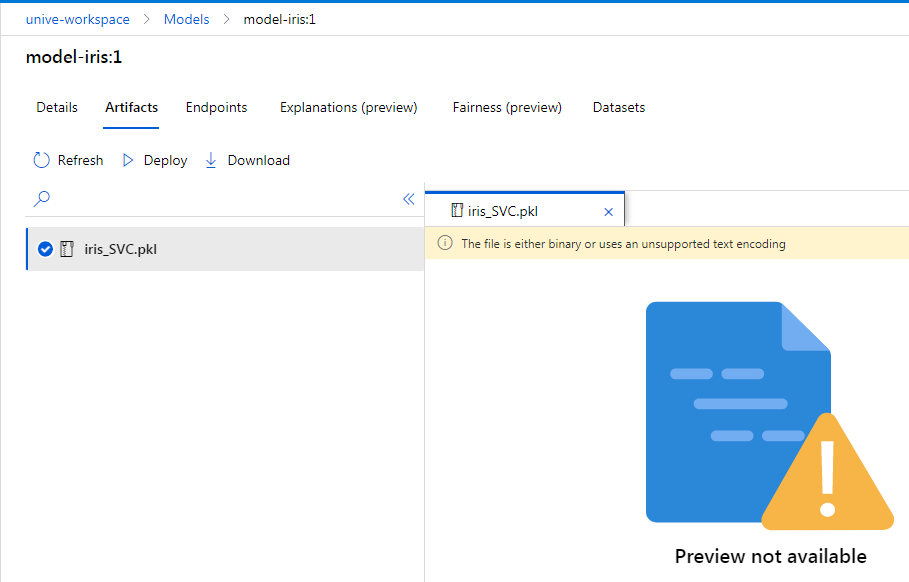 unive-workspace > Models > model-iris:1
model-iris:1
Details Artifacts Endpoints Explanations (preview) Fairness (preview) Datasets
Refresh Deploy Download
iris_SVC.pkl
iris_SVC.pkl
The file is either binary or uses an unsupported text encoding
Preview not available